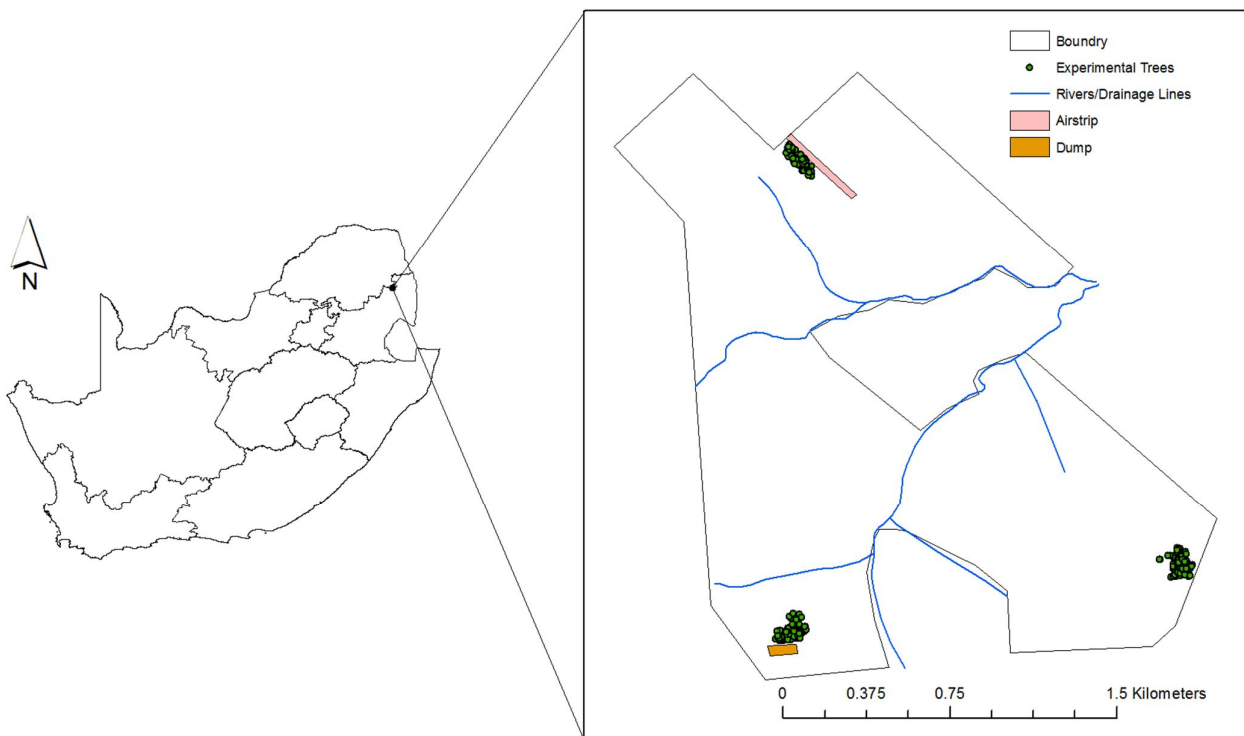 Boundry
Experimental Trees
Rivers/Drainage Lines
Airstrip
Dump
N
0 0.375 0.75 1.5 Kilometers